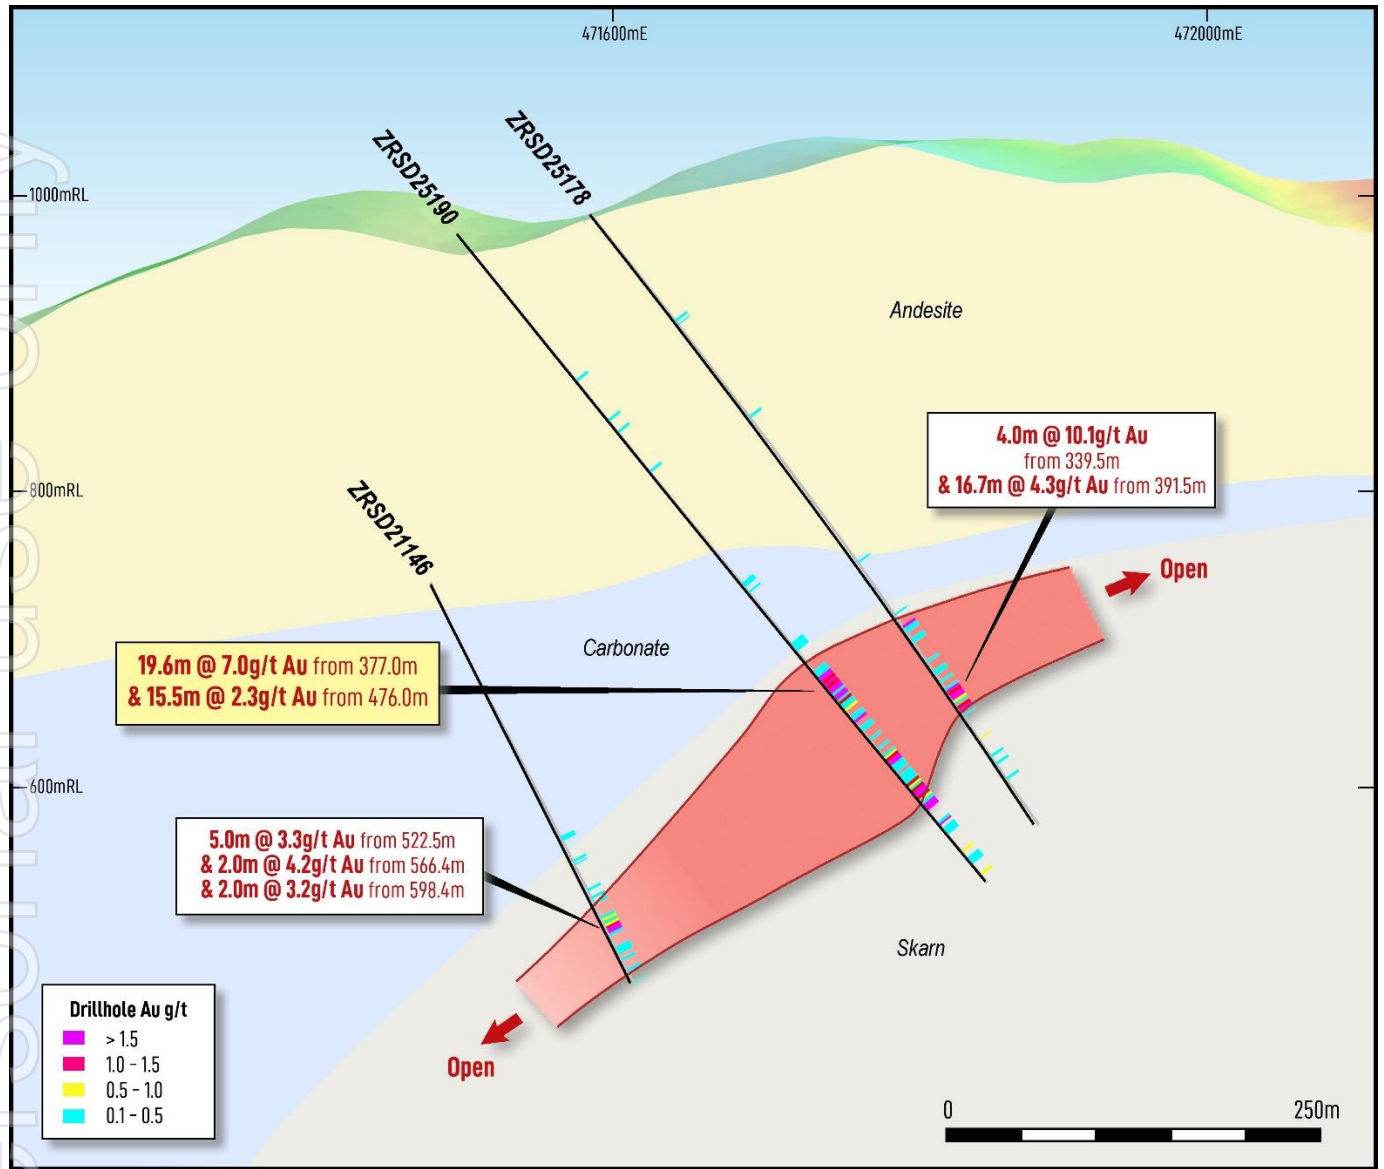 471600mE
472000mE
ZRSD25190
ZRSD25178
1000mRL
Andesite
4.0m @ 10.1g/t Au
from 339.5m
& 16.7m @ 4.3g/t Au from 391.5m
800mRL
ZRSD21146
Open
Carbonate
19.6m @ 7.0g/t Au from 377.0m
& 15.5m @ 2.3g/t Au from 476.0m
600mRL
5.0m @ 3.3g/t Au from 522.5m
& 2.0m @ 4.2g/t Au from 566.4m
& 2.0m @ 3.2g/t Au from 598.4m
Skarn
Open
Drillhole Au g/t
> 1.5
1.0 - 1.5
0.5 - 1.0
0.1 - 0.5
0 250m